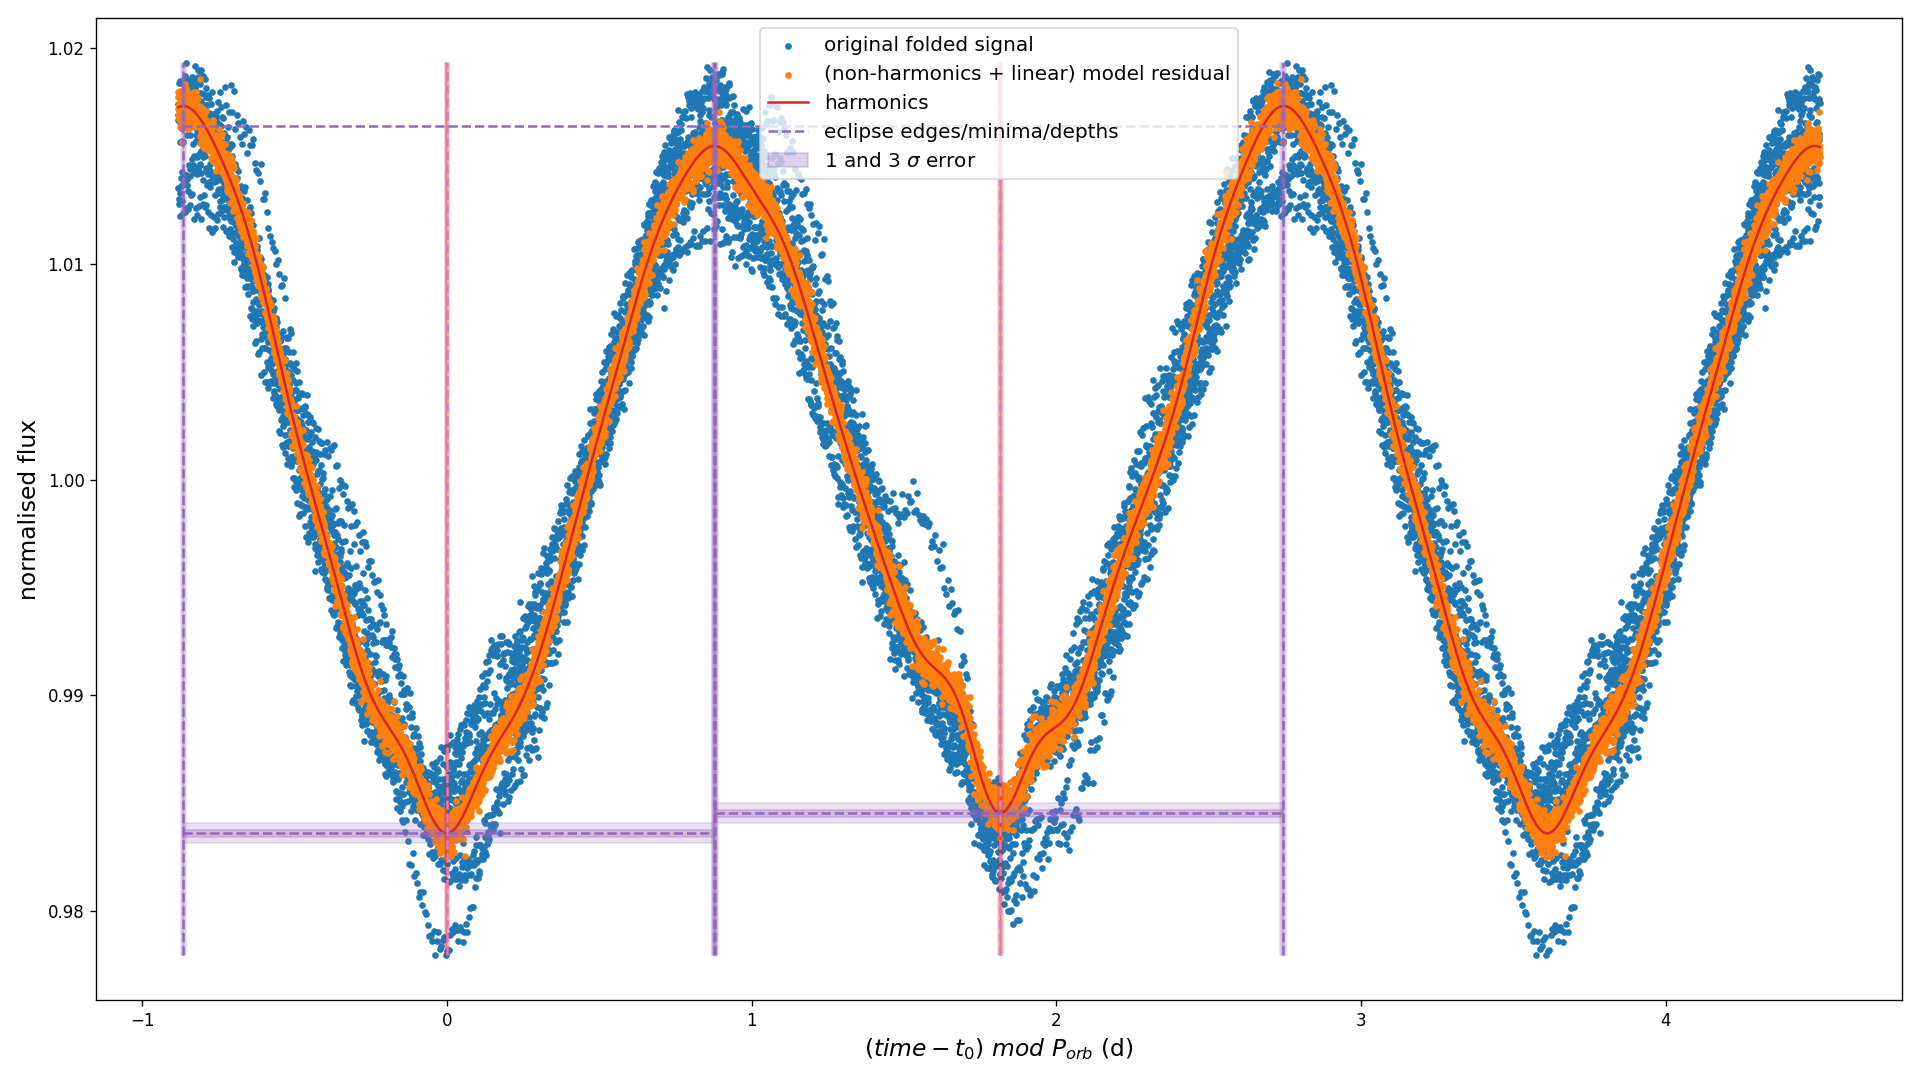 1.02
1.01
1.00
0.99
0.98
normalised flux
original folded signal
(non-harmonics + linear) model residual
harmonics
eclipse edges/minima/depths
1 and 3 σ error
−1 0 1 2 3 4
(time − t₀) mod Pₒᵣb (d)